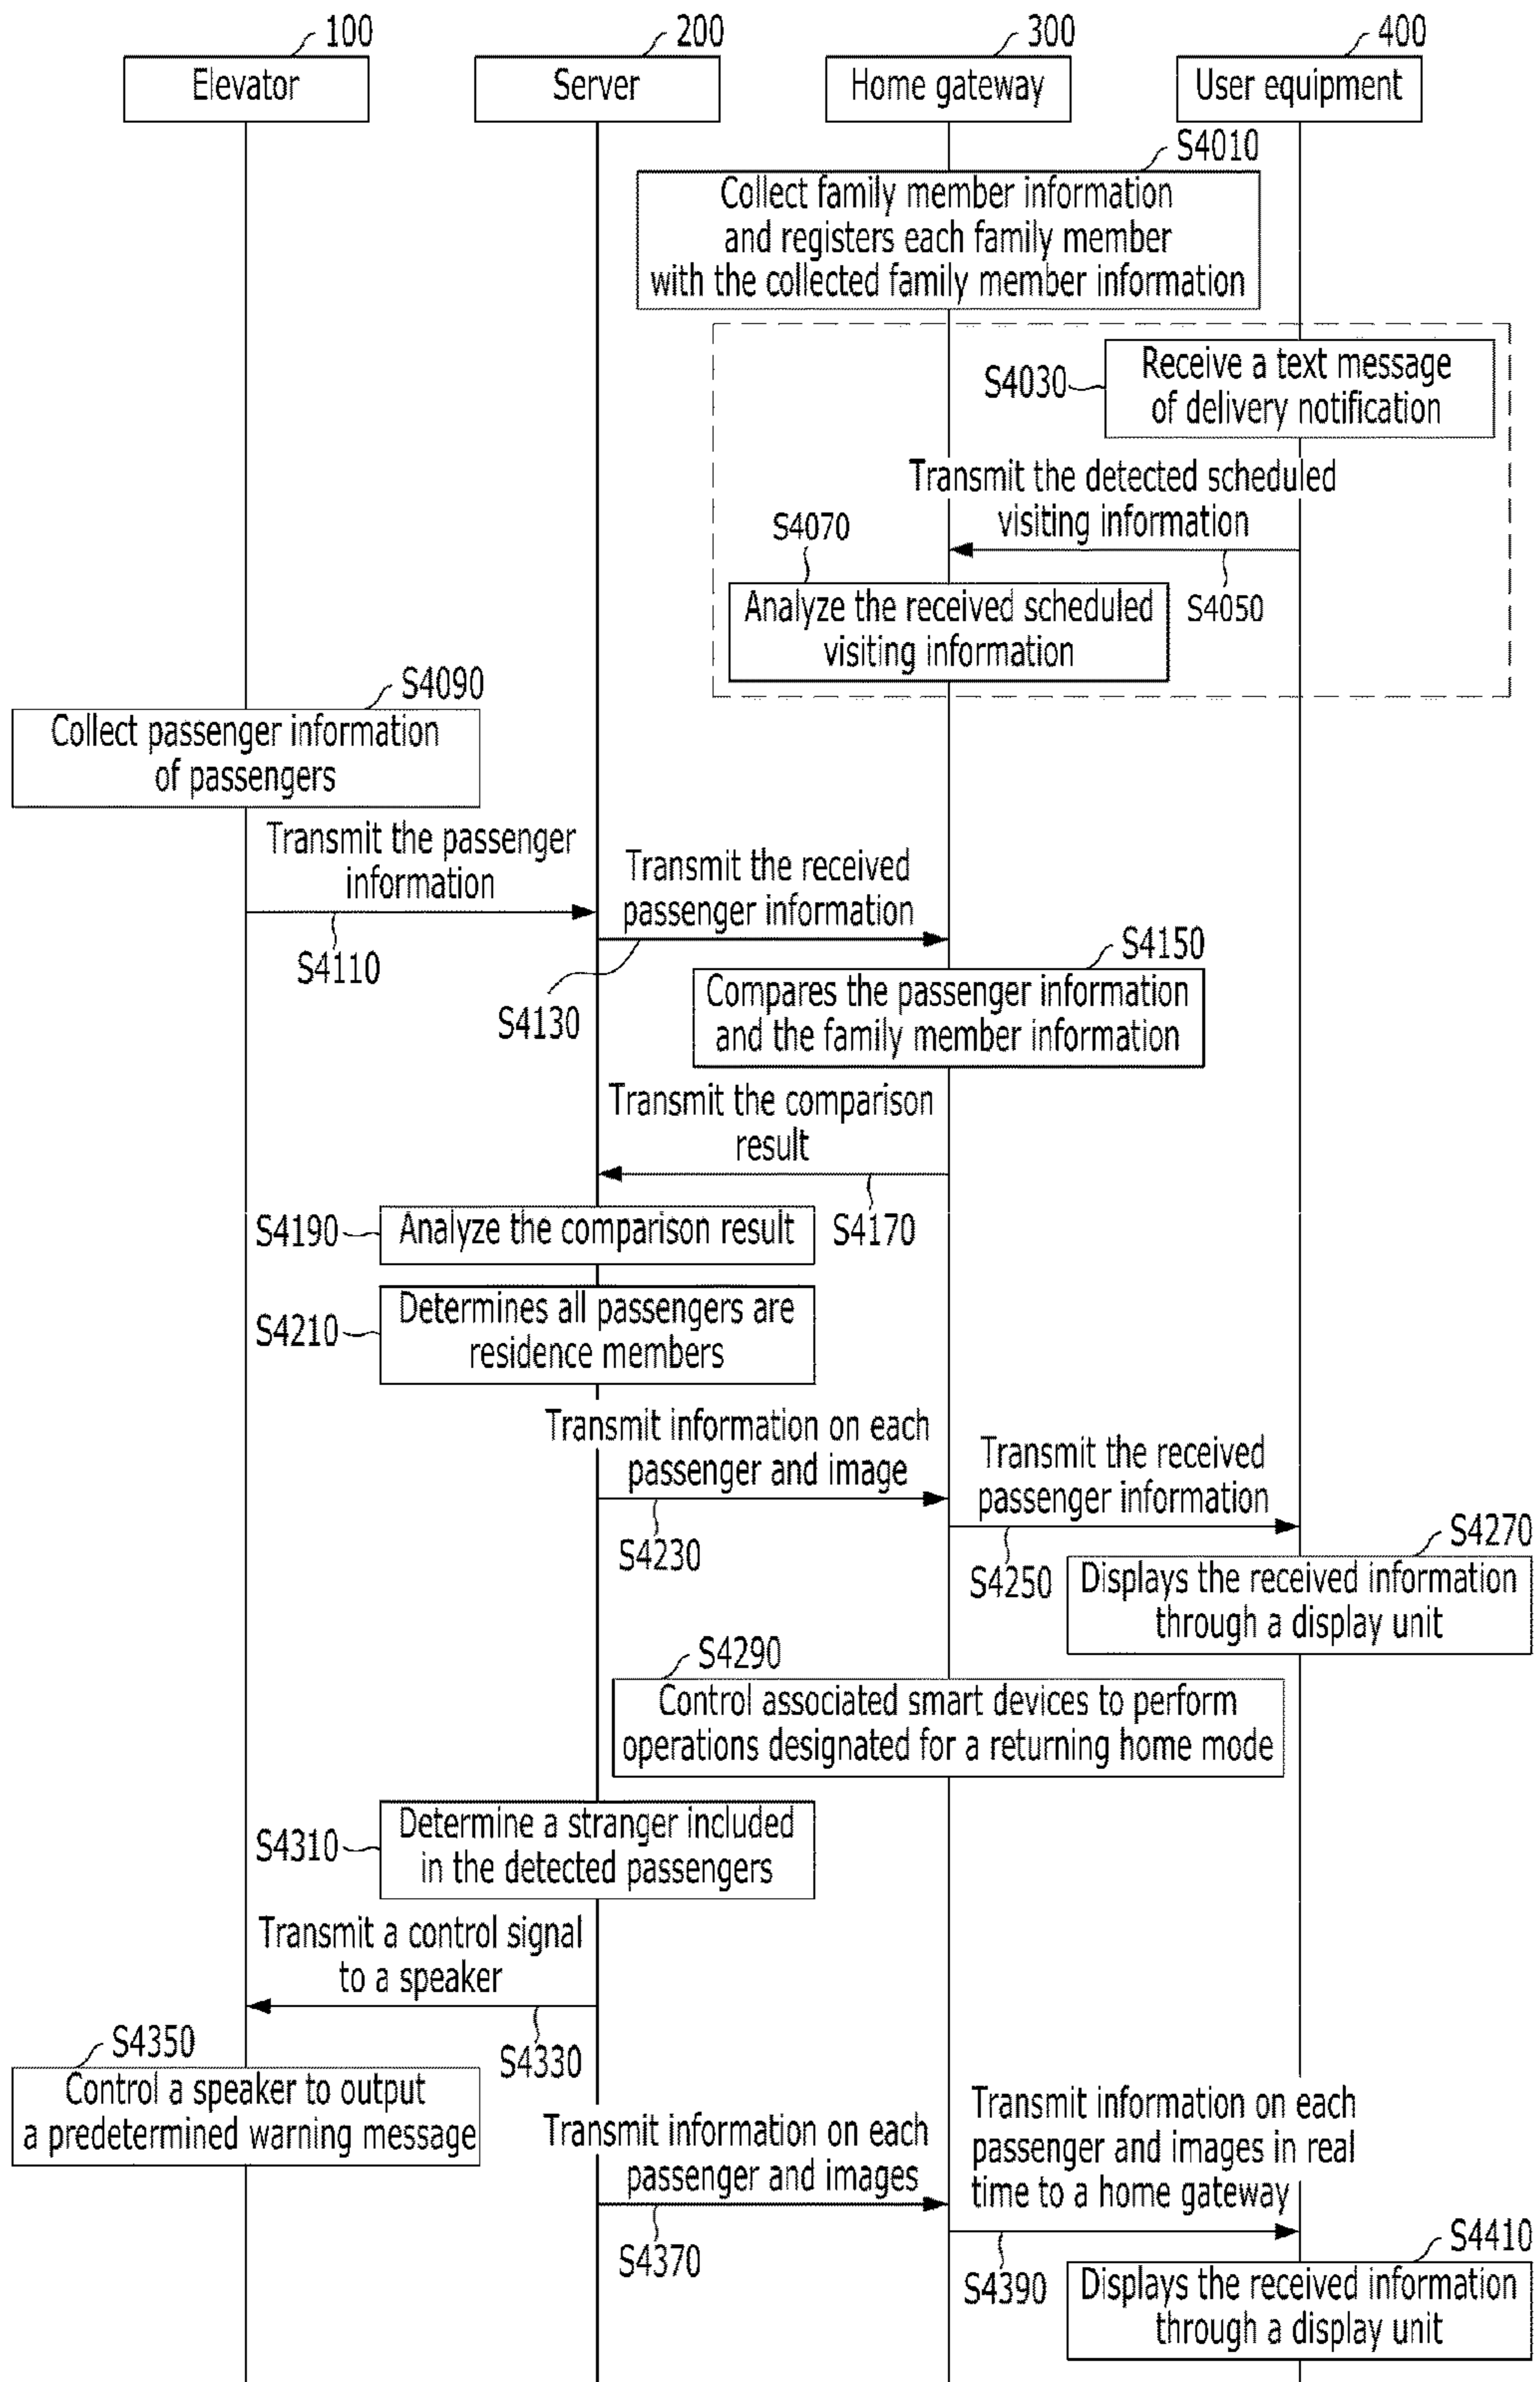 100
200
300
400
Elevator
Server
Home gateway
User equipment
S4010
Collect family member information
and registers each family member
with the collected family member information
S4030
Receive a text message
of delivery notification
Transmit the detected scheduled
visiting information
S4050
S4070
Analyze the received scheduled
visiting information
S4090
Collect passenger information
of passengers
Transmit the passenger
information
S4110
Transmit the received
passenger information
S4130
S4150
Compares the passenger information
and the family member information
Transmit the comparison
result
S4170
S4190
Analyze the comparison result
S4210
Determines all passengers are
residence members
Transmit information on each
passenger and image
S4230
Transmit the received
passenger information
S4250
S4270
Displays the received information
through a display unit
S4290
Control associated smart devices to perform
operations designated for a returning home mode
S4310
Determine a stranger included
in the detected passengers
Transmit a control signal
to a speaker
S4330
S4350
Control a speaker to output
a predetermined warning message
Transmit information on each
passenger and images
S4370
Transmit information on each
passenger and images in real
time to a home gateway
S4390
S4410
Displays the received information
through a display unit